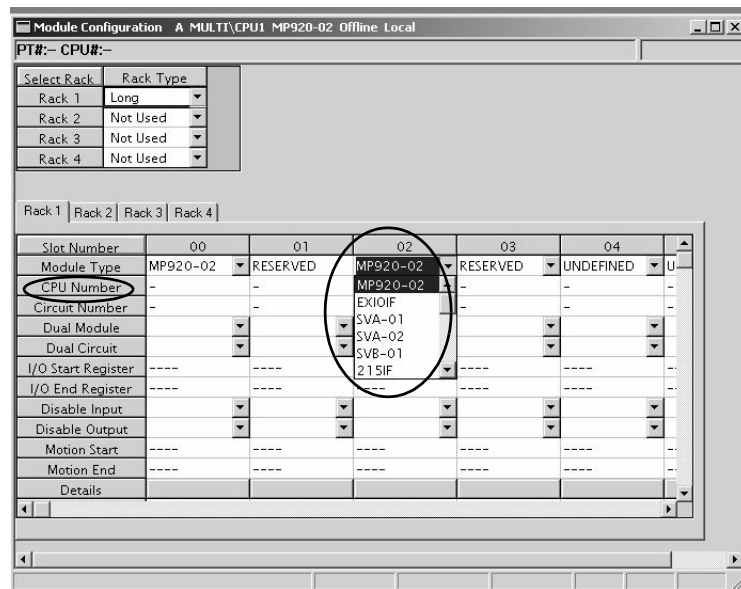 Module Configuration A MULTI\CPU1 MP920-02 Offline Local
PT#:– CPU#:–
Select Rack Rack Type
Rack 1 Long
Rack 2 Not Used
Rack 3 Not Used
Rack 4 Not Used
Rack 1 Rack 2 Rack 3 Rack 4
Slot Number 00 01 02 03 04
Module Type MP920-02 RESERVED MP920-02 RESERVED UNDEFINED U
CPU Number - - MP920-02 - - -
Circuit Number - - EXIOIF - - -
SVA-01
Dual Module
SVA-02
Dual Circuit
SVB-01
I/O Start Register ---- ---- 215IF ---- ---- --
I/O End Register ---- ---- ---- ---- ---- --
Disable Input
Disable Output
Motion Start ---- ---- ---- ---- ---- --
Motion End ---- ---- ---- ---- ---- --
Details